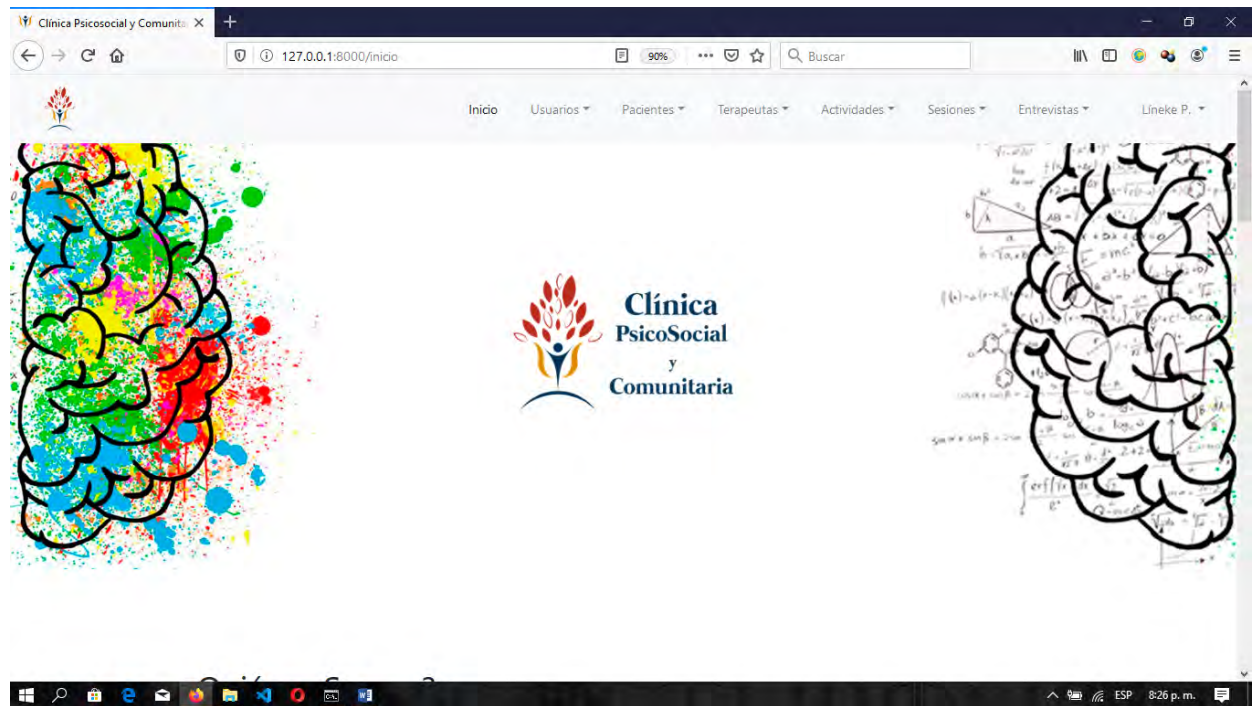 Clínica Psicosocial y Comunita
127.0.0.1:8000/inicio 90% Buscar
Inicio Usuarios Pacientes Terapeutas Actividades Sesiones Entrevistas Líneke P.
Clínica
PsicoSocial
y
Comunitaria
ESP 8:26 p. m.